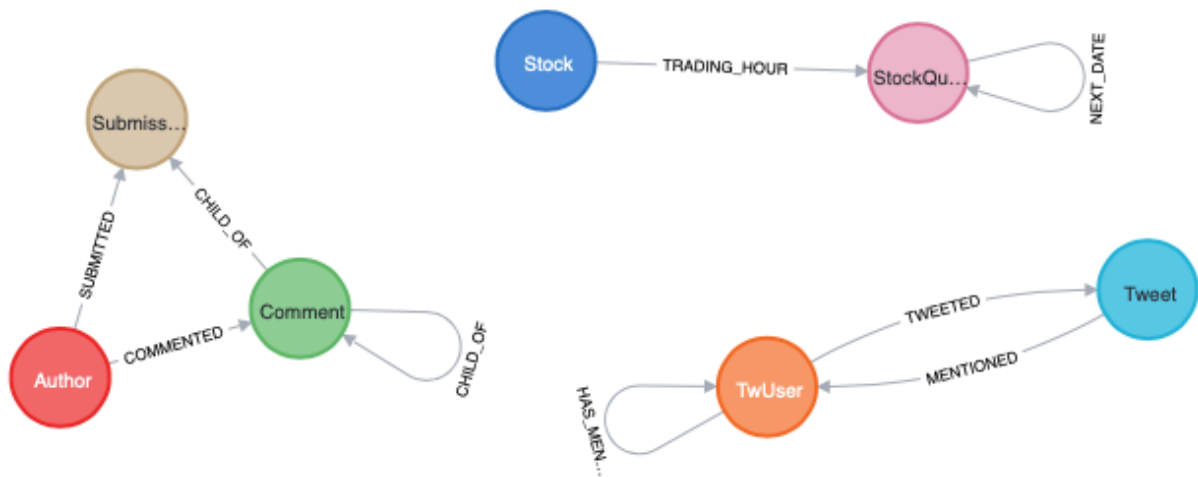 Stock
TRADING_HOUR
StockQu...
NEXT_DATE
Submiss...
CHILD_OF
SUBMITTED
Comment
COMMENTED
CHILD_OF
Author
Tweet
TWEETED
MENTIONED
TwUser
HAS_MEN...